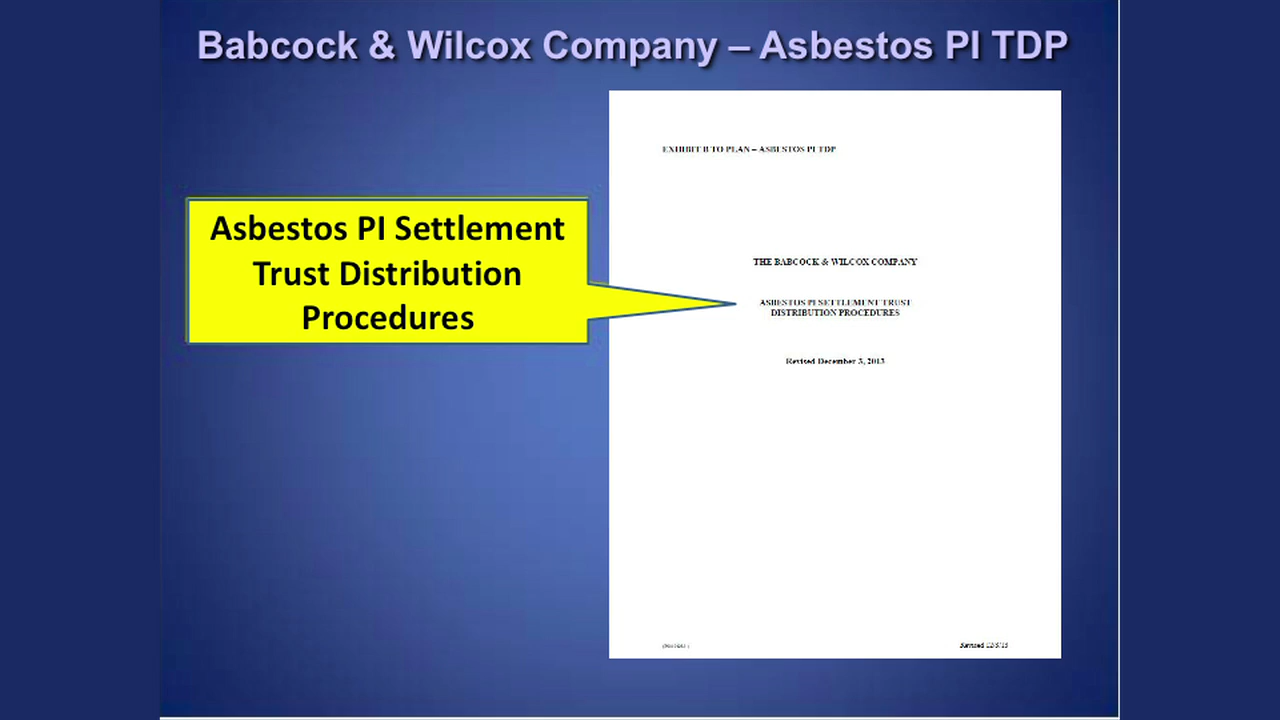 Babcock & Wilcox Company – Asbestos PI TDP
EXHIBIT B TO PLAN – ASBESTOS PI TDP
Asbestos PI Settlement
Trust Distribution
Procedures
THE BABCOCK & WILCOX COMPANY
ASBESTOS PI SETTLEMENT TRUST
DISTRIBUTION PROCEDURES
Revised December 3, 2013